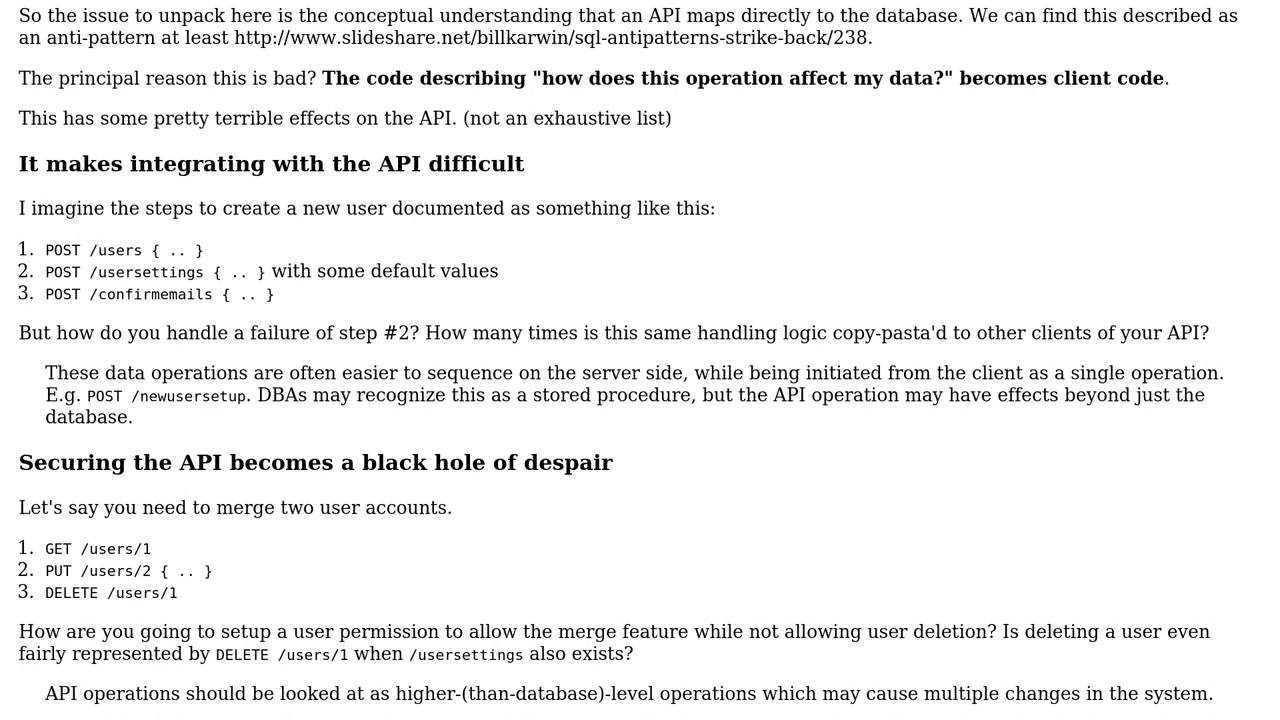 So the issue to unpack here is the conceptual understanding that an API maps directly to the database. We can find this described as
an anti-pattern at least http://www.slideshare.net/billkarwin/sql-antipatterns-strike-back/238.
The principal reason this is bad? The code describing "how does this operation affect my data?" becomes client code.
This has some pretty terrible effects on the API. (not an exhaustive list)
It makes integrating with the API difficult
I imagine the steps to create a new user documented as something like this:
1. POST /users { .. }
2. POST /usersettings { .. } with some default values
3. POST /confirmemails { .. }
But how do you handle a failure of step #2? How many times is this same handling logic copy-pasta'd to other clients of your API?
These data operations are often easier to sequence on the server side, while being initiated from the client as a single operation.
E.g. POST /newusersetup. DBAs may recognize this as a stored procedure, but the API operation may have effects beyond just the
database.
Securing the API becomes a black hole of despair
Let's say you need to merge two user accounts.
1. GET /users/1
2. PUT /users/2 { .. }
3. DELETE /users/1
How are you going to setup a user permission to allow the merge feature while not allowing user deletion? Is deleting a user even
fairly represented by DELETE /users/1 when /usersettings also exists?
API operations should be looked at as higher-(than-database)-level operations which may cause multiple changes in the system.